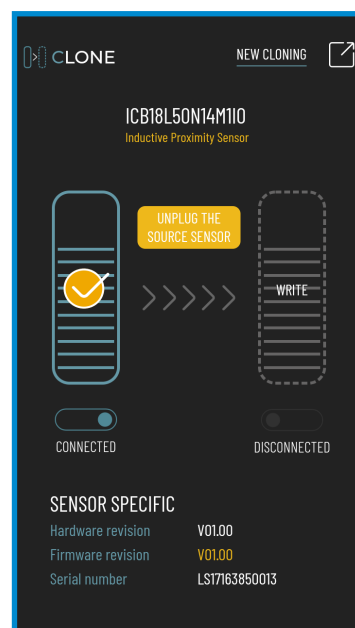 CLONE
NEW CLONING
ICB18L50N14M1IO
Inductive Proximity Sensor
UNPLUG THE
SOURCE SENSOR
WRITE
CONNECTED
DISCONNECTED
SENSOR SPECIFIC
Hardware revision V01.00
Firmware revision V01.00
Serial number LS17163850013